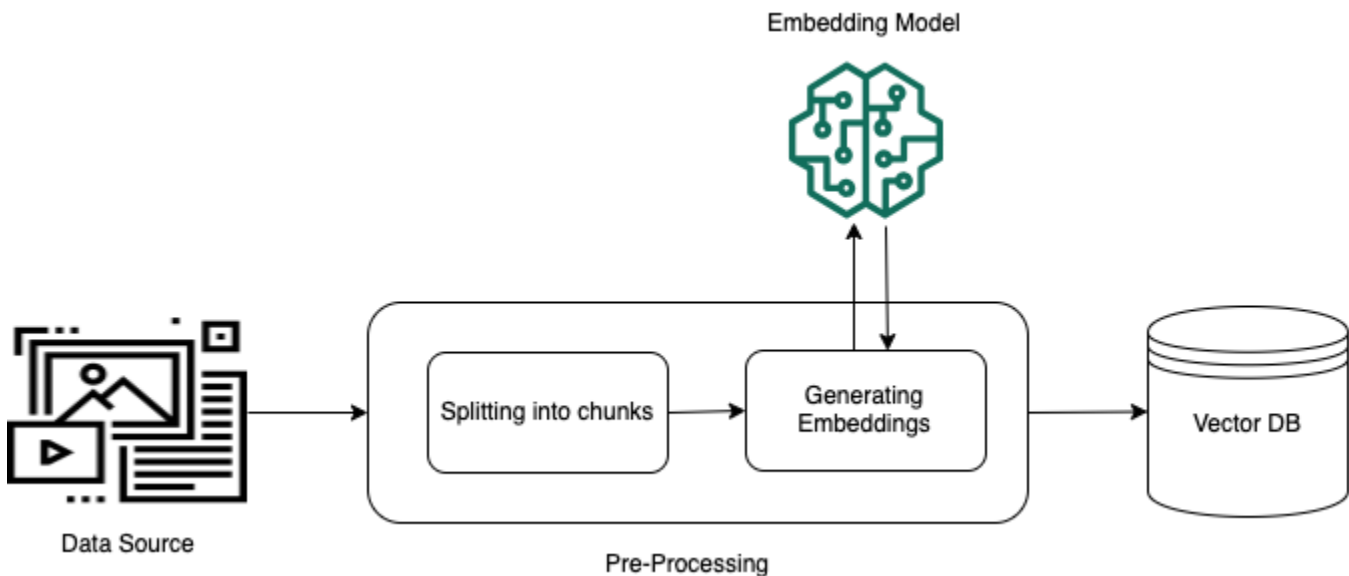 Embedding Model
Splitting into chunks
Generating
Embeddings
Vector DB
Data Source
Pre-Processing